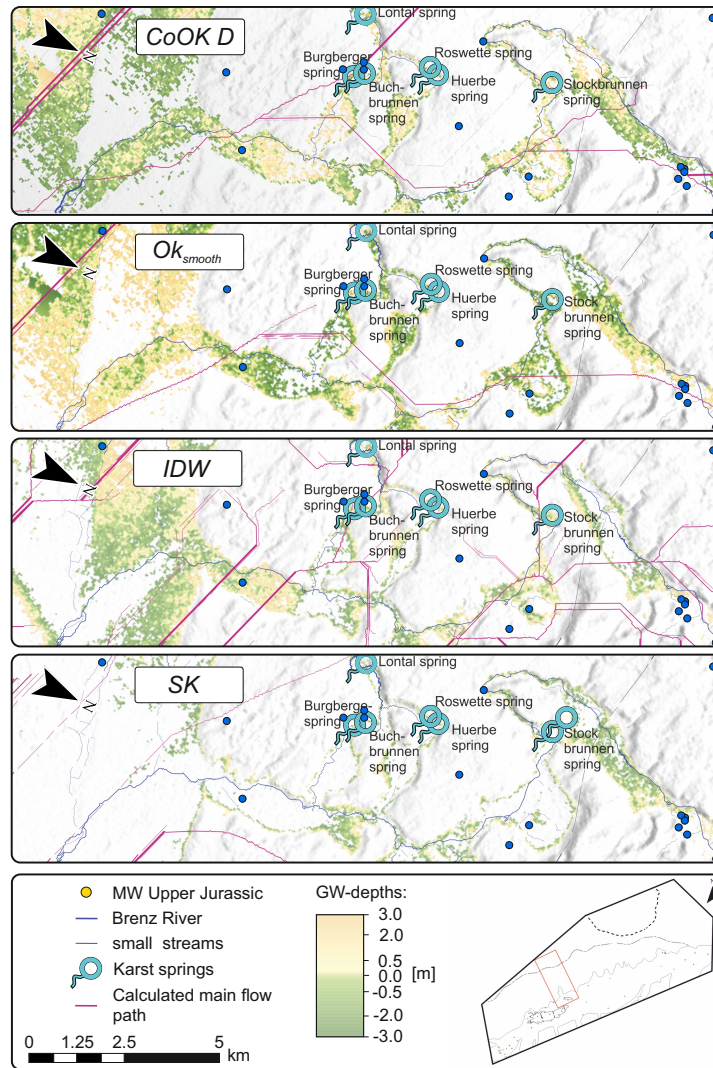 CoOK D
N
Lontal spring
Burgberger
spring
Buch-
brunnen
spring
Roswette spring
Huerbe
spring
Stockbrunnen
spring
Ok smooth
N
Lontal spring
Burgberger
spring
Buch-
brunnen
spring
Roswette spring
Huerbe
spring
Stock
brunnen
spring
IDW
N
Lontal spring
Burgberger
spring
Buch-
brunnen
spring
Roswette spring
Huerbe
spring
Stock
brunnen
spring
SK
N
Lontal spring
Burgberge-
spring
Buch-
brunnen
spring
Roswette spring
Huerbe
spring
Stock
brunnen
spring
MW Upper Jurassic
Brenz River
small streams
Karst springs
Calculated main flow
path
0 1.25 2.5 5
km
GW-depths:
3.0
2.0
0.5
0.0
-0.5
-1.0
-3.0
[m]